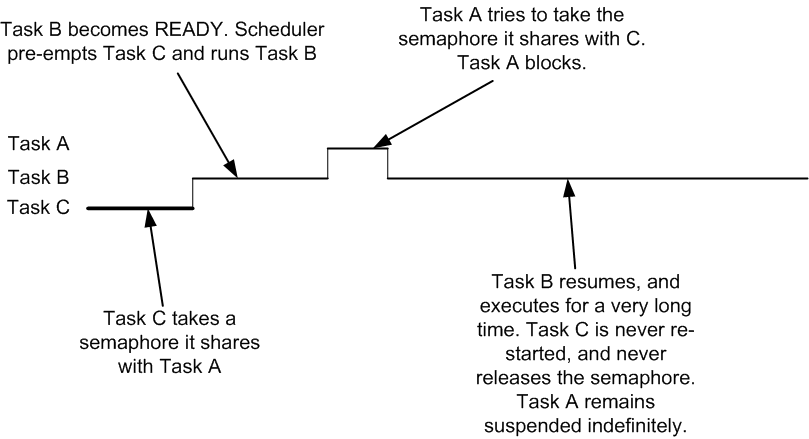 Task B becomes READY. Scheduler
pre-empts Task C and runs Task B
Task A tries to take the
semaphore it shares with C.
Task A blocks.
Task A
Task B
Task C
Task C takes a
semaphore it shares
with Task A
Task B resumes, and
executes for a very long
time. Task C is never re-
started, and never
releases the semaphore.
Task A remains
suspended indefinitely.